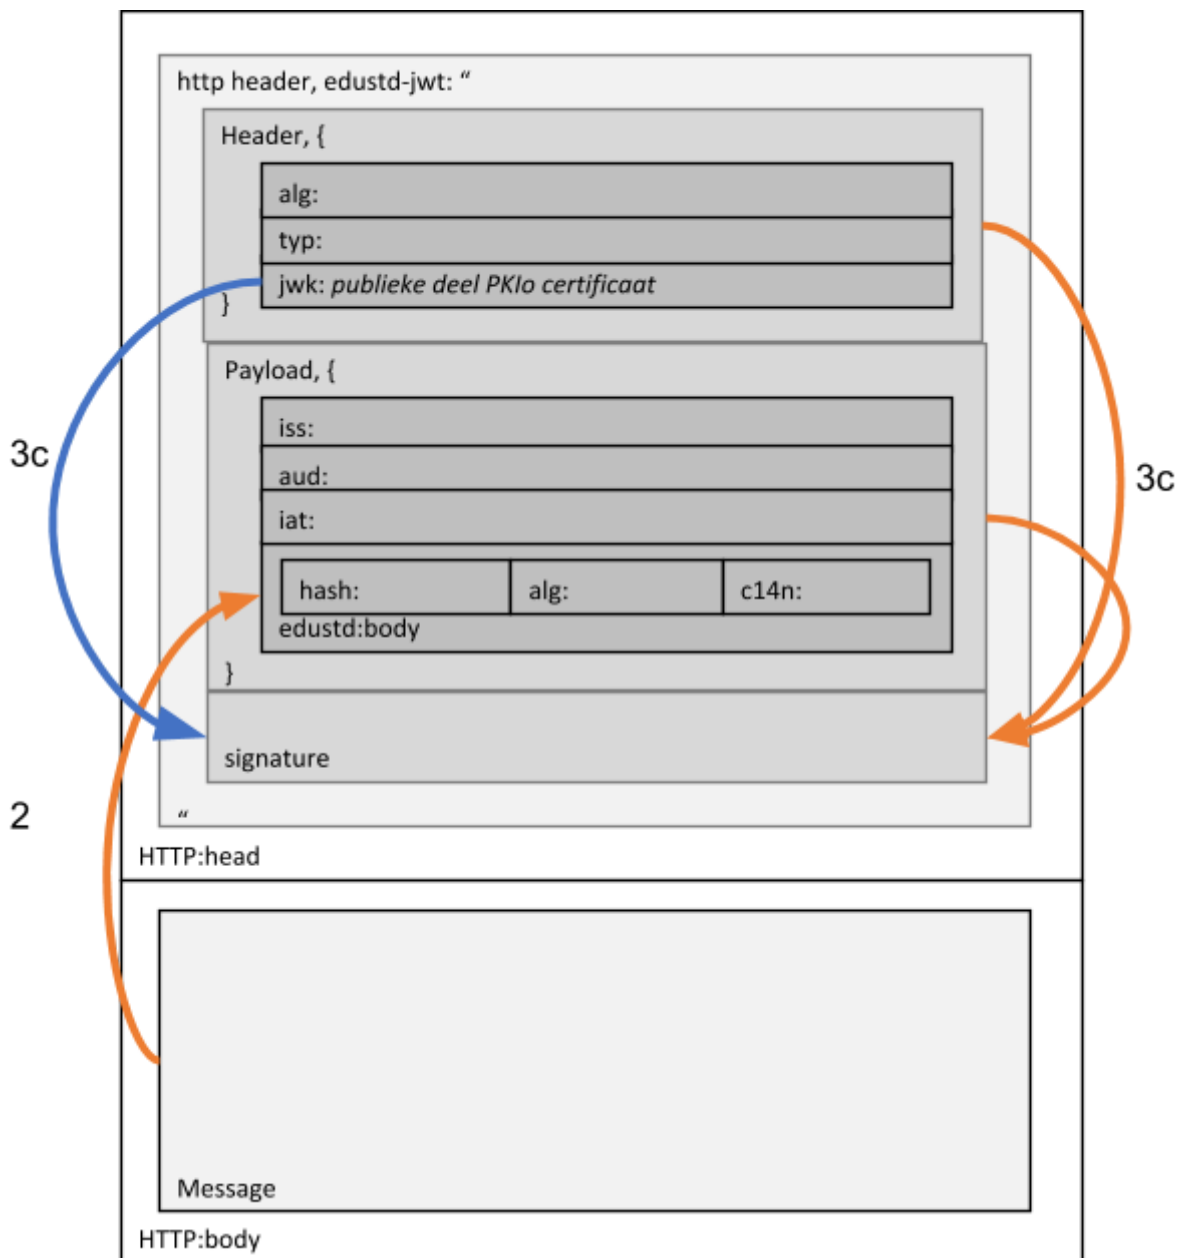 http header, edustd-jwt: “
Header, {
alg:
typ:
jwk: publieke deel PKIo certificaat
}
Payload, {
iss:
3c
aud:
3c
iat:
hash:
alg:
c14n:
edustd:body
}
signature
2
“
HTTP:head
Message
HTTP:body